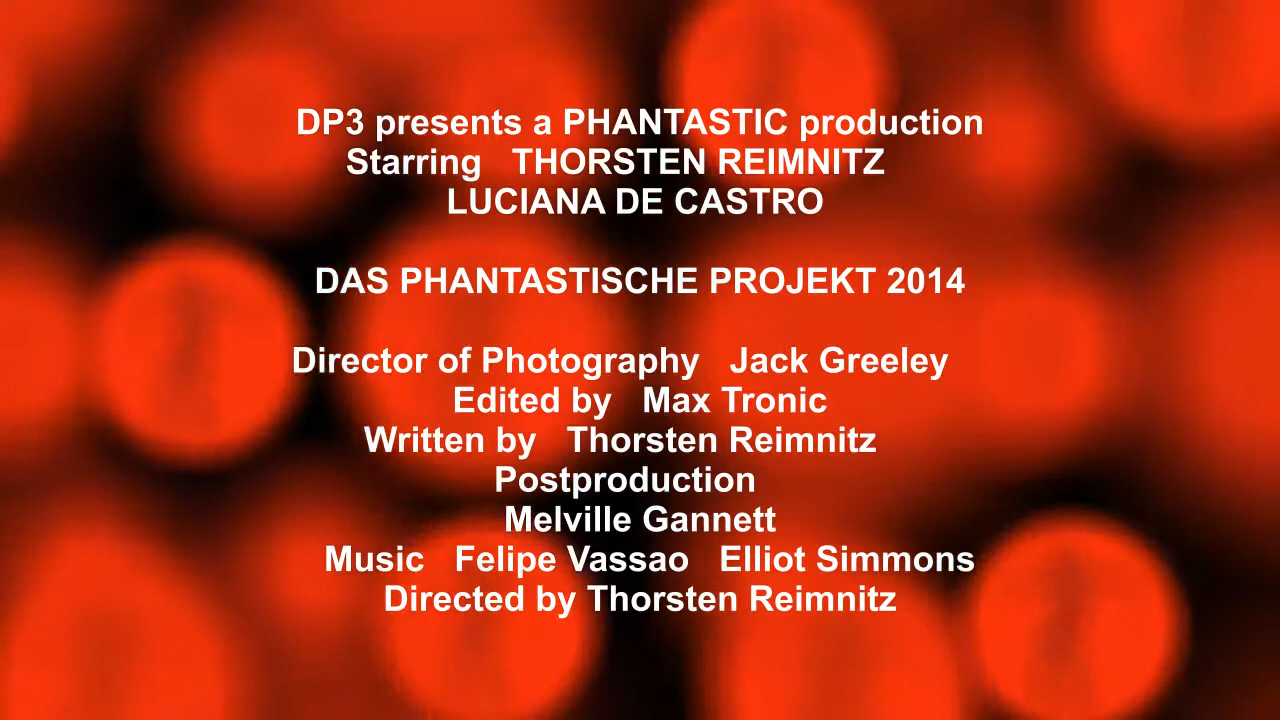 DP3 presents a PHANTASTIC production
Starring THORSTEN REIMNITZ
LUCIANA DE CASTRO
DAS PHANTASTISCHE PROJEKT 2014
Director of Photography Jack Greeley
Edited by Max Tronic
Written by Thorsten Reimnitz
Postproduction
Melville Gannett
Music Felipe Vassao Elliot Simmons
Directed by Thorsten Reimnitz